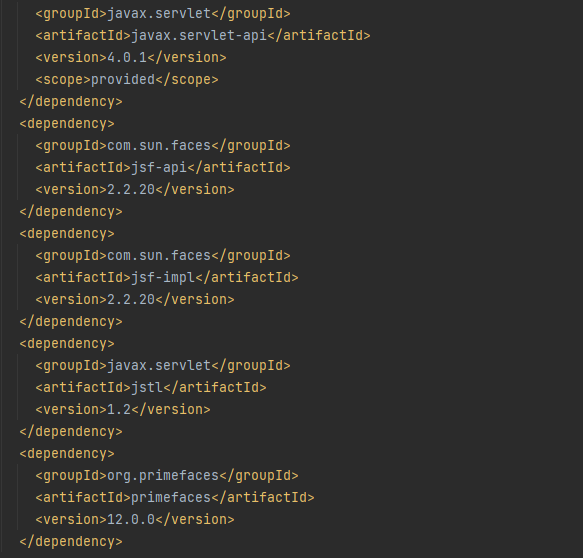 <groupId>javax.servlet</groupId>
<artifactId>javax.servlet-api</artifactId>
<version>4.0.1</version>
<scope>provided</scope>
</dependency>
<dependency>
<groupId>com.sun.faces</groupId>
<artifactId>jsf-api</artifactId>
<version>2.2.20</version>
</dependency>
<dependency>
<groupId>com.sun.faces</groupId>
<artifactId>jsf-impl</artifactId>
<version>2.2.20</version>
</dependency>
<dependency>
<groupId>javax.servlet</groupId>
<artifactId>jstl</artifactId>
<version>1.2</version>
</dependency>
<dependency>
<groupId>org.primefaces</groupId>
<artifactId>primefaces</artifactId>
<version>12.0.0</version>
</dependency>